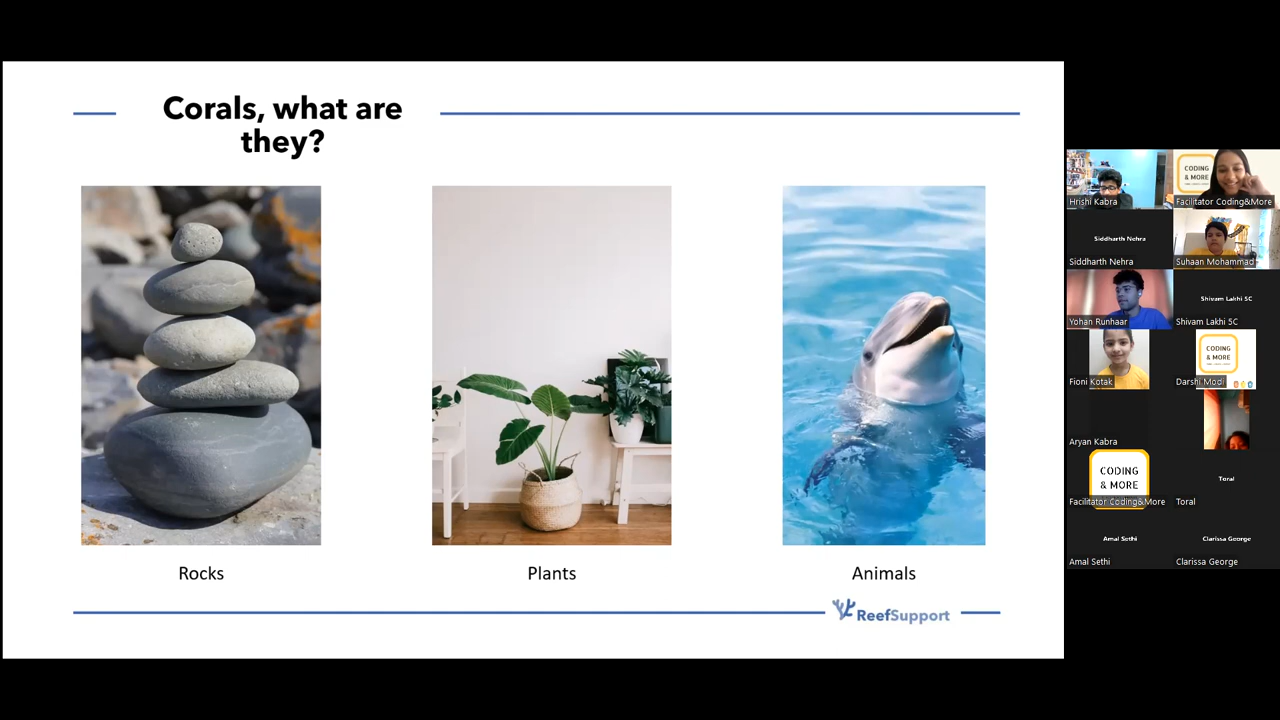 Corals, what are
they?
Rocks
Plants
Animals
ReefSupport
CODING
& MORE
Hrishi Kabra
Facilitator Coding&More
Siddharth Nehra
Siddharth Nehra
Suhaan Mohammad
Yohan Runhaar
Shivam Lakhi 5C
Shivam Lakhi 5C
Fioni Kotak
CODING
& MORE
Darshi Modi
Aryan Kabra
CODING
& MORE
Facilitator Coding&More
Toral
Toral
Amal Sethi
Amal Sethi
Clarissa George
Clarissa George